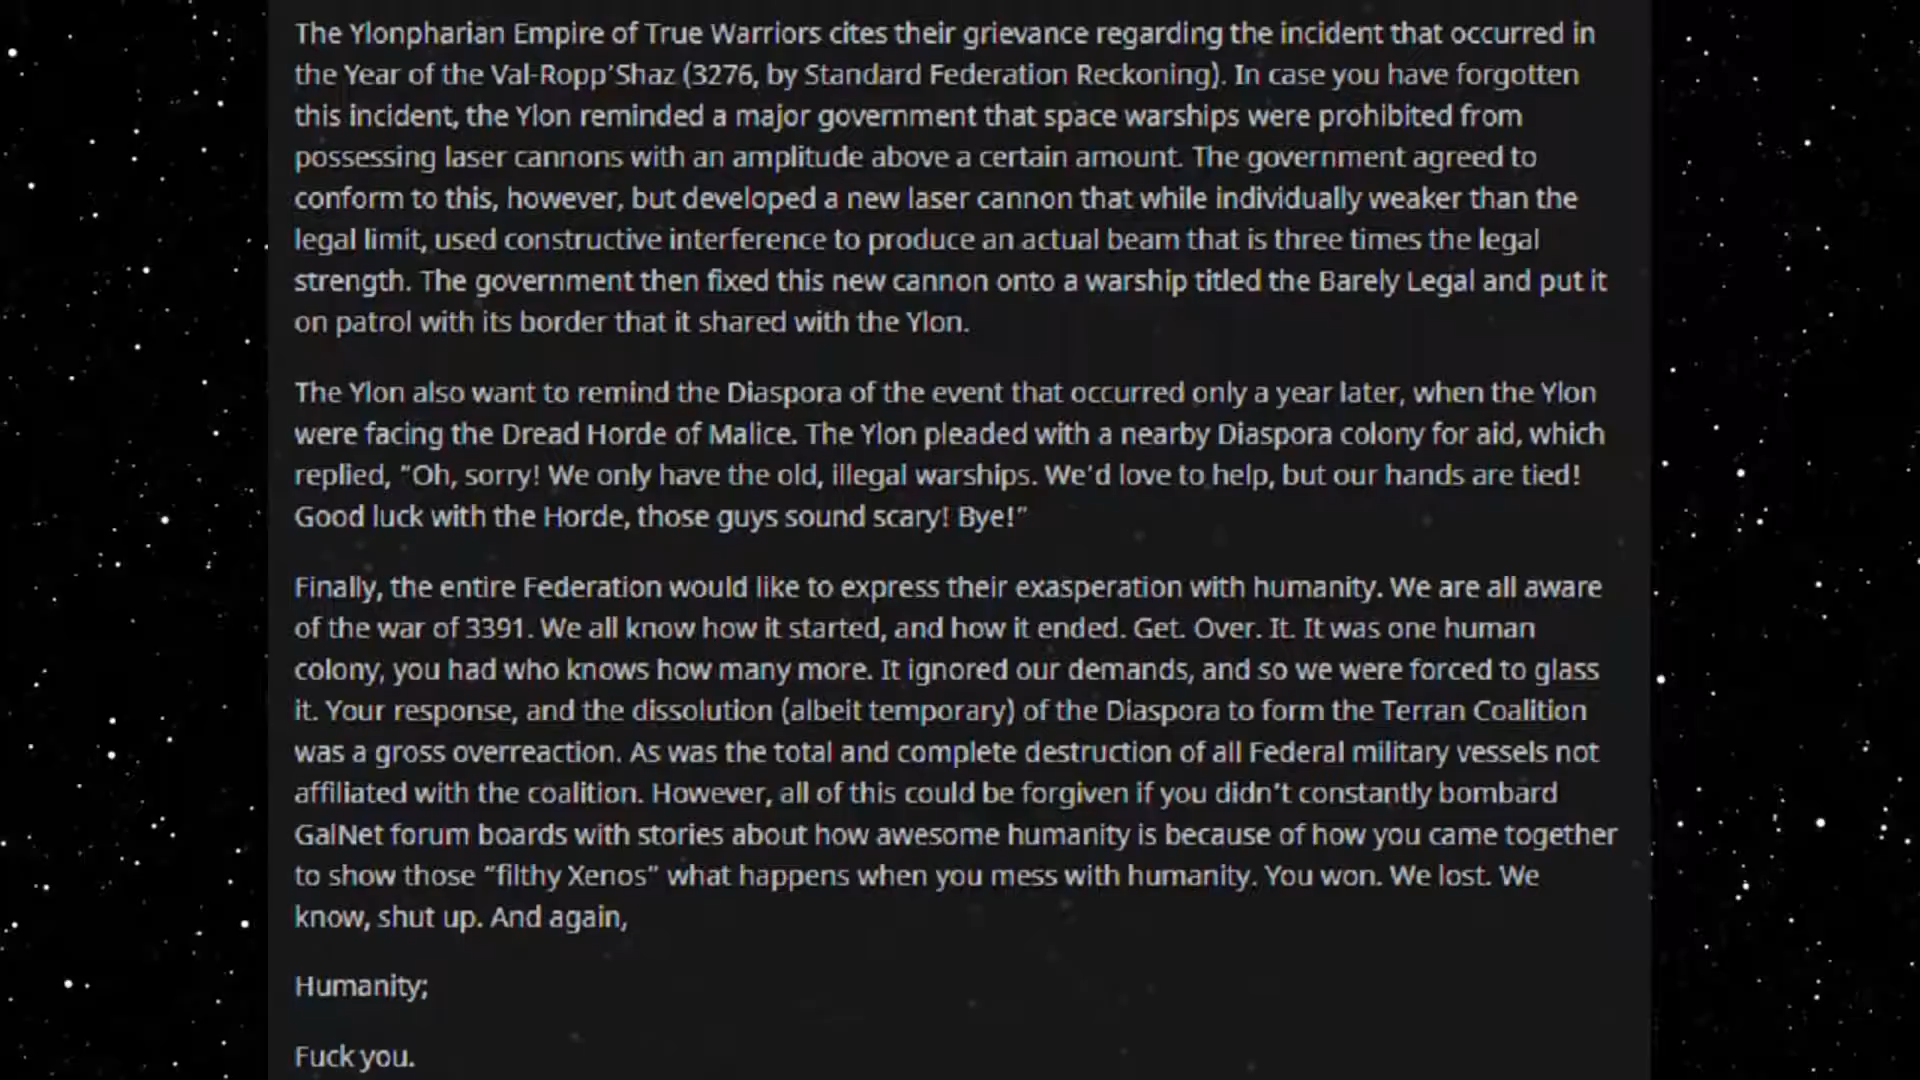 The Ylonpharian Empire of True Warriors cites their grievance regarding the incident that occurred in
the Year of the Val-Ropp'Shaz (3276, by Standard Federation Reckoning). In case you have forgotten
this incident, the Ylon reminded a major government that space warships were prohibited from
possessing laser cannons with an amplitude above a certain amount. The government agreed to
conform to this, however, but developed a new laser cannon that while individually weaker than the
legal limit, used constructive interference to produce an actual beam that is three times the legal
strength. The government then fixed this new cannon onto a warship titled the Barely Legal and put it
on patrol with its border that it shared with the Ylon.
The Ylon also want to remind the Diaspora of the event that occurred only a year later, when the Ylon
were facing the Dread Horde of Malice. The Ylon pleaded with a nearby Diaspora colony for aid, which
replied, "Oh, sorry! We only have the old, illegal warships. We'd love to help, but our hands are tied!
Good luck with the Horde, those guys sound scary! Bye!"
Finally, the entire Federation would like to express their exasperation with humanity. We are all aware
of the war of 3391. We all know how it started, and how it ended. Get. Over. It. It was one human
colony, you had who knows how many more. It ignored our demands, and so we were forced to glass
it. Your response, and the dissolution (albeit temporary) of the Diaspora to form the Terran Coalition
was a gross overreaction. As was the total and complete destruction of all Federal military vessels not
affiliated with the coalition. However, all of this could be forgiven if you didn't constantly bombard
GalNet forum boards with stories about how awesome humanity is because of how you came together
to show those "filthy Xenos" what happens when you mess with humanity. You won. We lost. We
know, shut up. And again,
Humanity;
Fuck you.